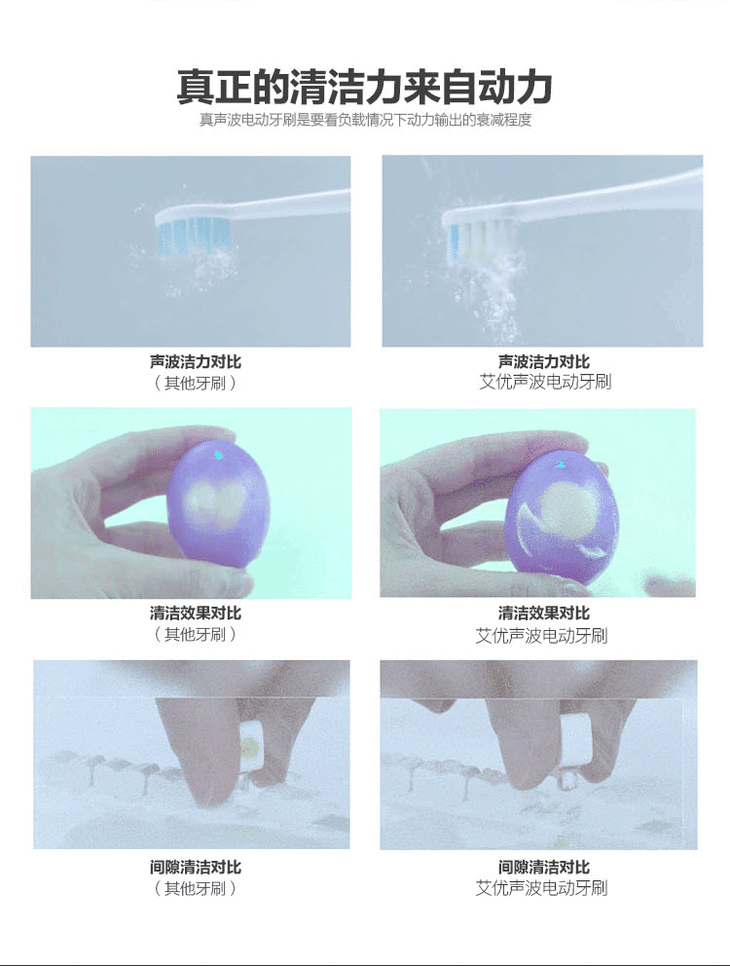 真正的清洁力来自动力
真声波电动牙刷是要看负载情况下动力输出的衰减程度
声波洁力对比
（其他牙刷）
声波洁力对比
艾优声波电动牙刷
清洁效果对比
（其他牙刷）
清洁效果对比
艾优声波电动牙刷
间隙清洁对比
（其他牙刷）
间隙清洁对比
艾优声波电动牙刷